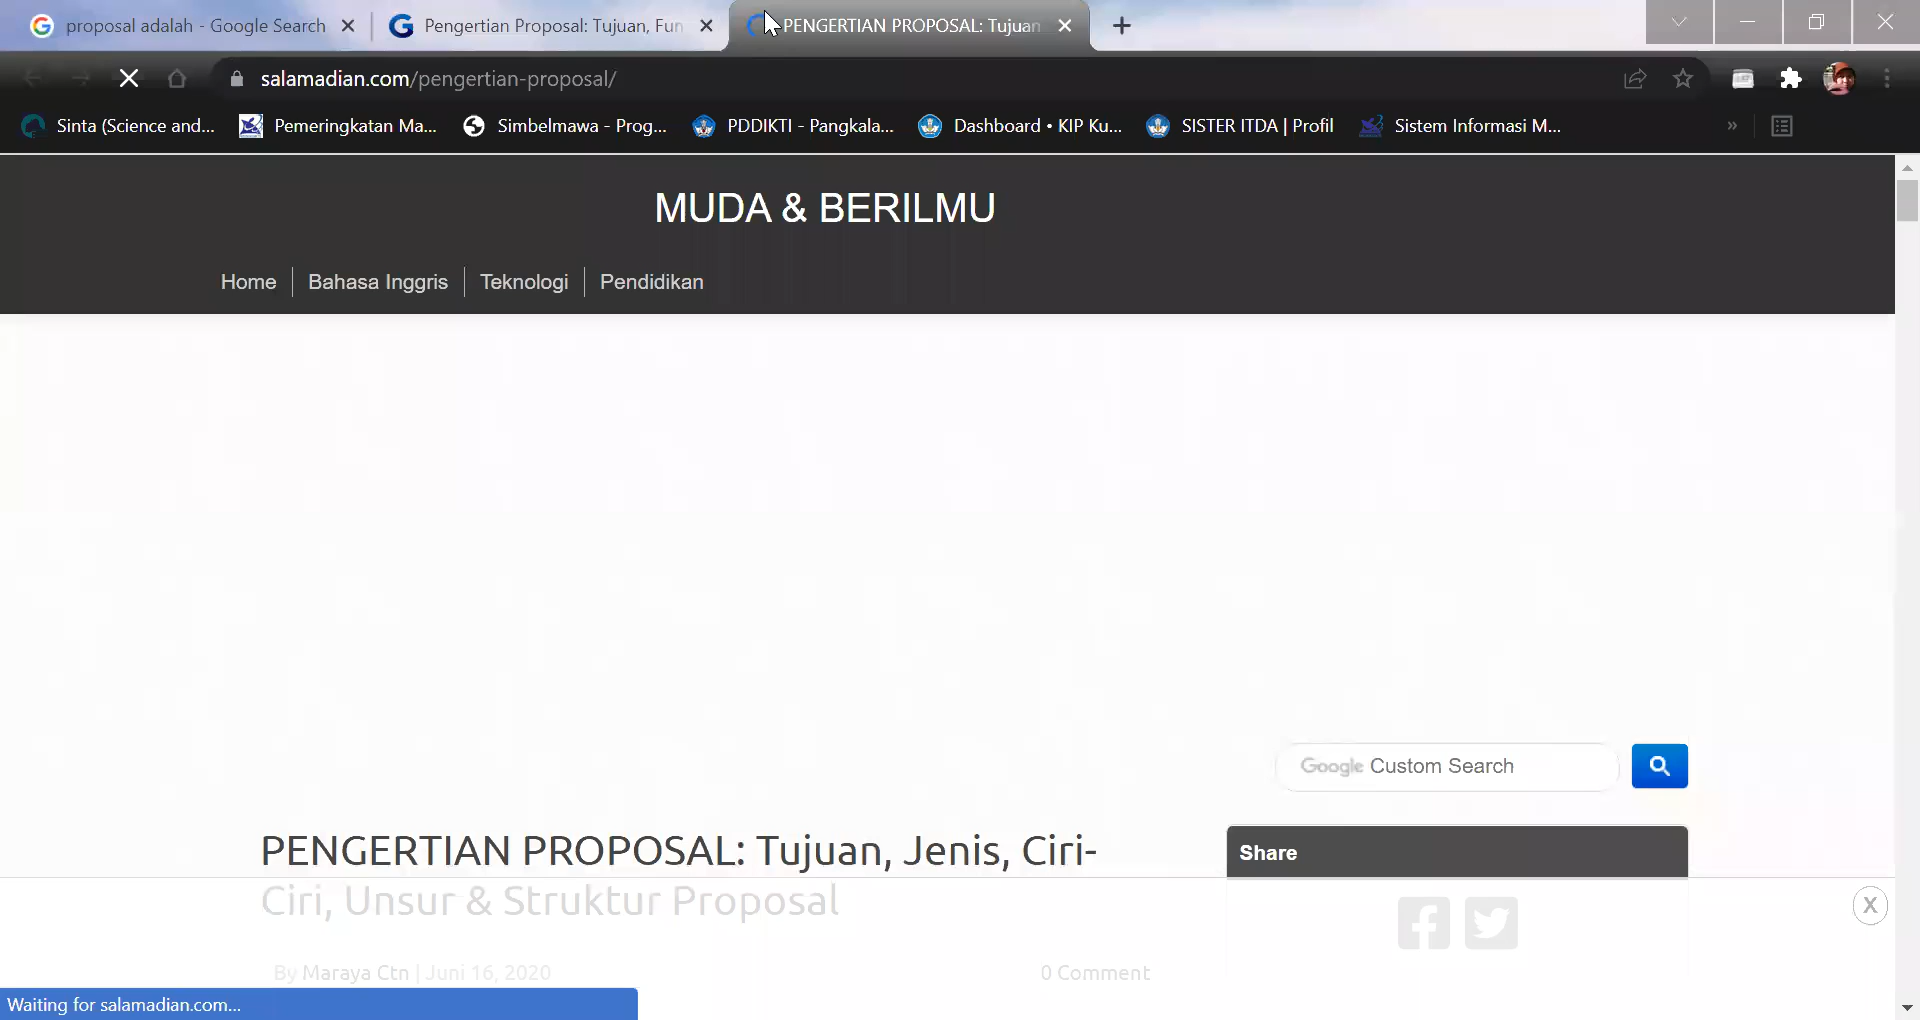 proposal adalah - Google Search
Pengertian Proposal: Tujuan, Fun
PENGERTIAN PROPOSAL: Tujuan
salamadian.com/pengertian-proposal/
Sinta (Science and...
Pemeringkatan Ma...
Simbelmawa - Prog...
PDDIKTI - Pangkala...
Dashboard • KIP Ku...
SISTER ITDA | Profil
Sistem Informasi M...
»
MUDA & BERILMU
Home
Bahasa Inggris
Teknologi
Pendidikan
Google Custom Search
PENGERTIAN PROPOSAL: Tujuan, Jenis, Ciri-
Ciri, Unsur & Struktur Proposal
Share
X
By Maraya Ctn | Juni 16, 2020
0 Comment
Waiting for salamadian.com...